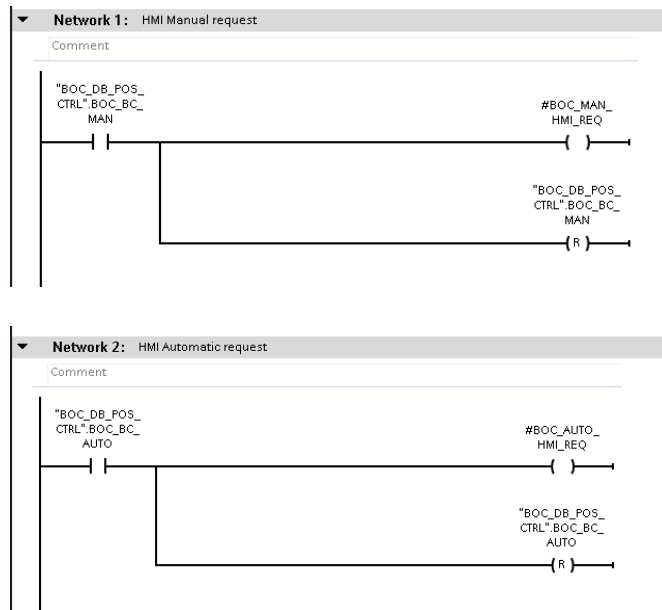 Network 1: HMI Manual request
Comment
"BOC_DB_POS_
CTRL".BOC_BC_
MAN
#BOC_MAN_
HMI_REQ
"BOC_DB_POS_
CTRL".BOC_BC_
MAN
R
Network 2: HMI Automatic request
Comment
"BOC_DB_POS_
CTRL".BOC_BC_
AUTO
#BOC_AUTO_
HMI_REQ
"BOC_DB_POS_
CTRL".BOC_BC_
AUTO
R